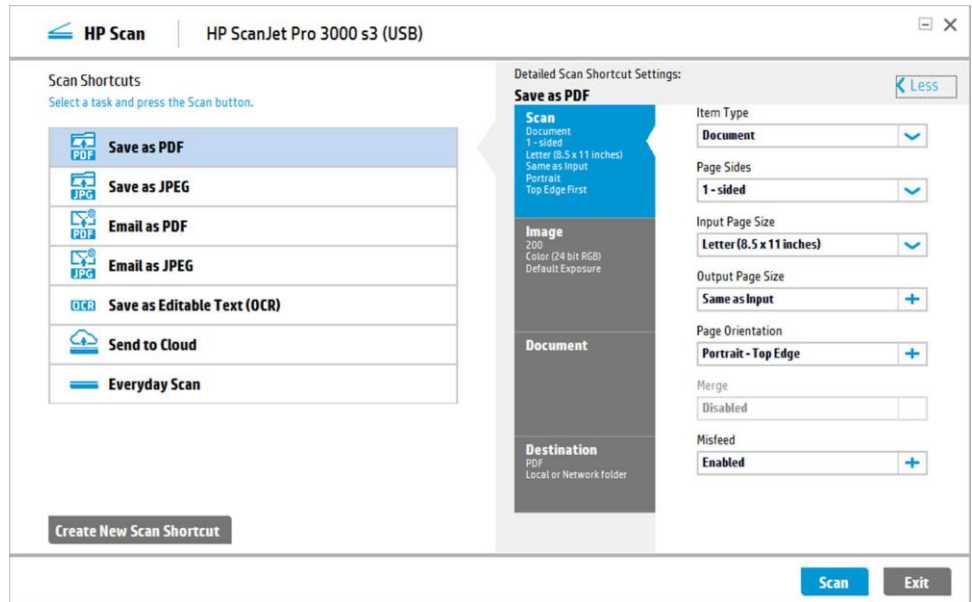 HP Scan
HP ScanJet Pro 3000 s3 (USB)
Scan Shortcuts
Select a task and press the Scan button.
PDF
Save as PDF
JPG
Save as JPEG
PDF
Email as PDF
JPG
Email as JPEG
OCR
Save as Editable Text (OCR)
Send to Cloud
Everyday Scan
Create New Scan Shortcut
Detailed Scan Shortcut Settings:
Save as PDF
Less
Scan
Document
1 - sided
Letter (8.5 x 11 inches)
Same as Input
Portrait
Top Edge First
Image
200
Color (24 bit RGB)
Default Exposure
Document
Destination
PDF
Local or Network folder
Item Type
Document
Page Sides
1 - sided
Input Page Size
Letter (8.5 x 11 inches)
Output Page Size
Same as Input
Page Orientation
Portrait - Top Edge
Merge
Disabled
Misfeed
Enabled
Scan
Exit